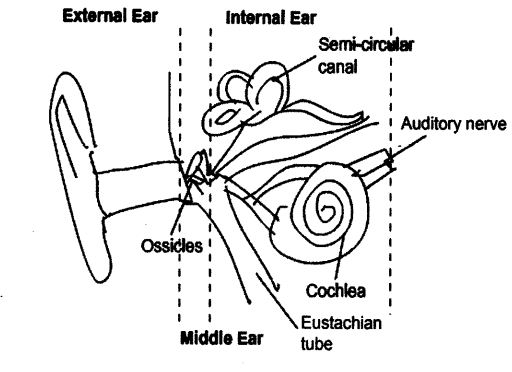 External Ear
Internal Ear
Semi-circular
canal
Auditory nerve
Ossicles
Cochlea
Eustachian
tube
Middle Ear